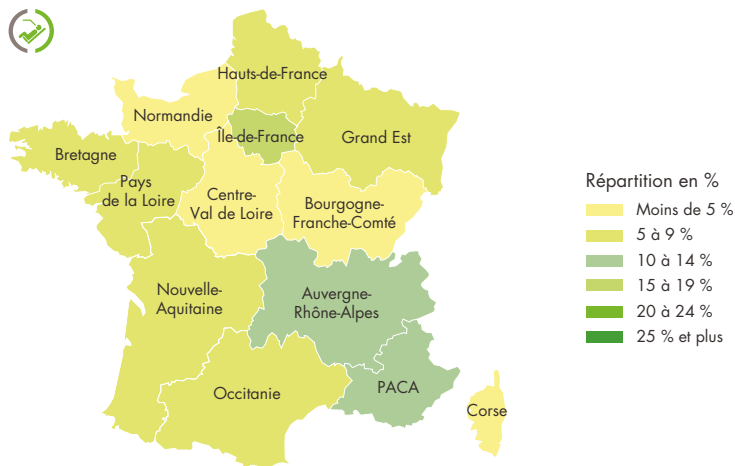 Hauts-de-France
Normandie
Île-de-France
Grand Est
Bretagne
Pays
de la Loire
Centre-
Val de Loire
Bourgogne-
Franche-Comté
Nouvelle-
Aquitaine
Auvergne-
Rhône-Alpes
Occitanie
PACA
Corse
Répartition en %
Moins de 5 %
5 à 9 %
10 à 14 %
15 à 19 %
20 à 24 %
25 % et plus